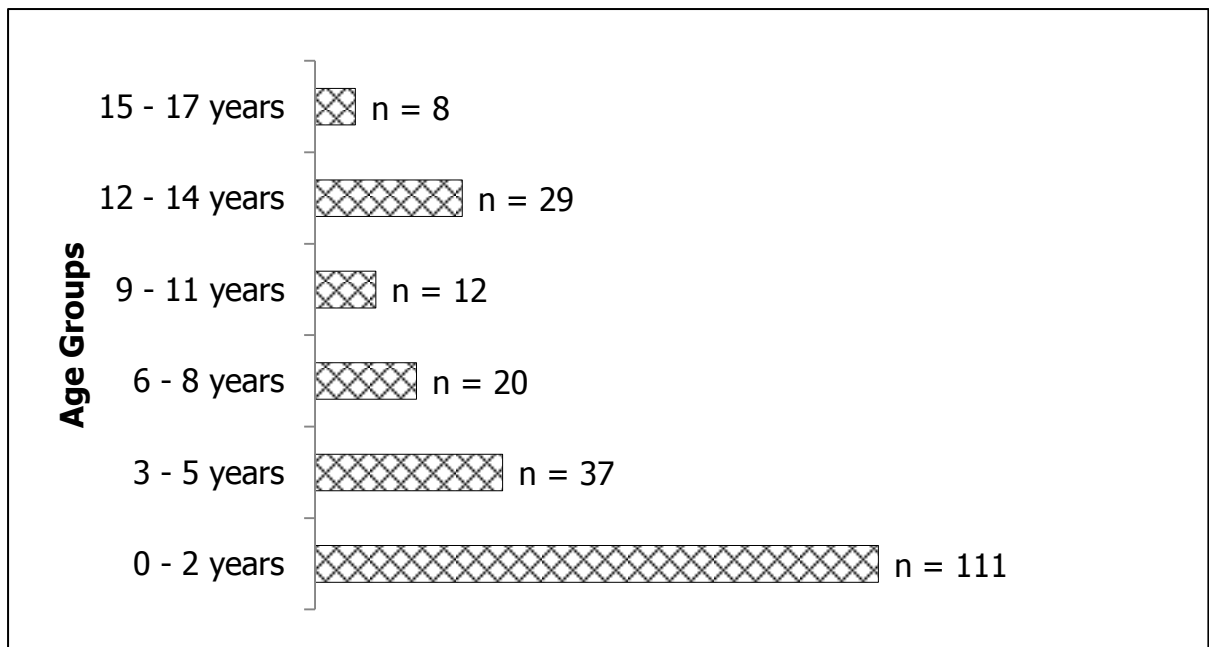 15 - 17 years n = 8
12 - 14 years n = 29
9 - 11 years n = 12
6 - 8 years n = 20
3 - 5 years n = 37
0 - 2 years n = 111
Age Groups